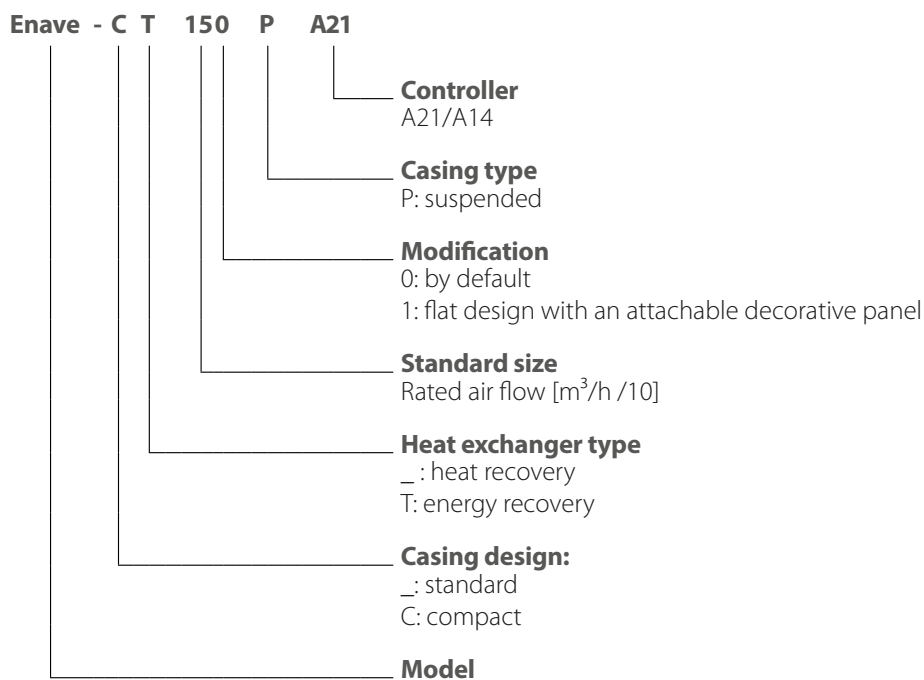 Enave - C T 150 P A21
Controller
A21/A14
Casing type
P: suspended
Modification
0: by default
1: flat design with an attachable decorative panel
Standard size
Rated air flow [m³/h /10]
Heat exchanger type
_ : heat recovery
T: energy recovery
Casing design:
_: standard
C: compact
Model